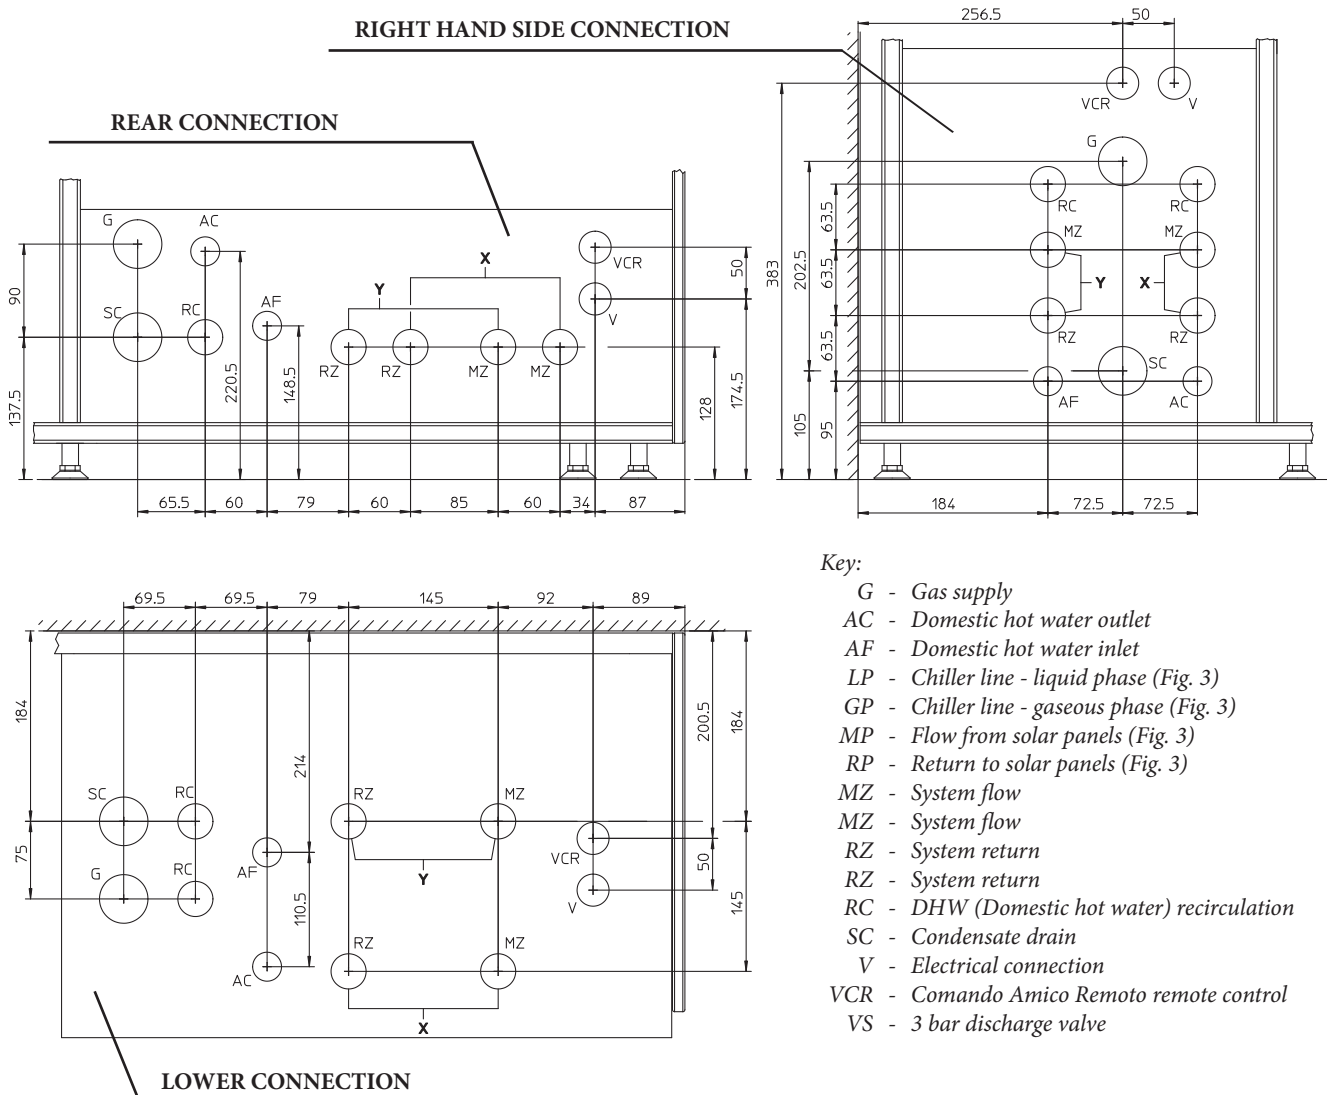 RIGHT HAND SIDE CONNECTION
REAR CONNECTION
G
AC
SC
RC
AF
RZ
RZ
MZ
MZ
Y
X
VCR
V
90
137.5
220.5
148.5
50
128
174.5
65.5
60
79
60
85
60
34
87
256.5
50
VCR
V
G
RC
RC
MZ
MZ
Y
X
RZ
RZ
SC
AF
AC
383
202.5
63.5
63.5
63.5
105
95
184
72.5
72.5
69.5
69.5
79
145
92
89
184
75
214
110.5
200.5
50
184
145
SC
RC
G
RC
AF
AC
RZ
MZ
Y
VCR
V
RZ
MZ
X
LOWER CONNECTION
Key:
G - Gas supply
AC - Domestic hot water outlet
AF - Domestic hot water inlet
LP - Chiller line - liquid phase (Fig. 3)
GP - Chiller line - gaseous phase (Fig. 3)
MP - Flow from solar panels (Fig. 3)
RP - Return to solar panels (Fig. 3)
MZ - System flow
MZ - System flow
RZ - System return
RZ - System return
RC - DHW (Domestic hot water) recirculation
SC - Condensate drain
V - Electrical connection
VCR - Comando Amico Remoto remote control
VS - 3 bar discharge valve